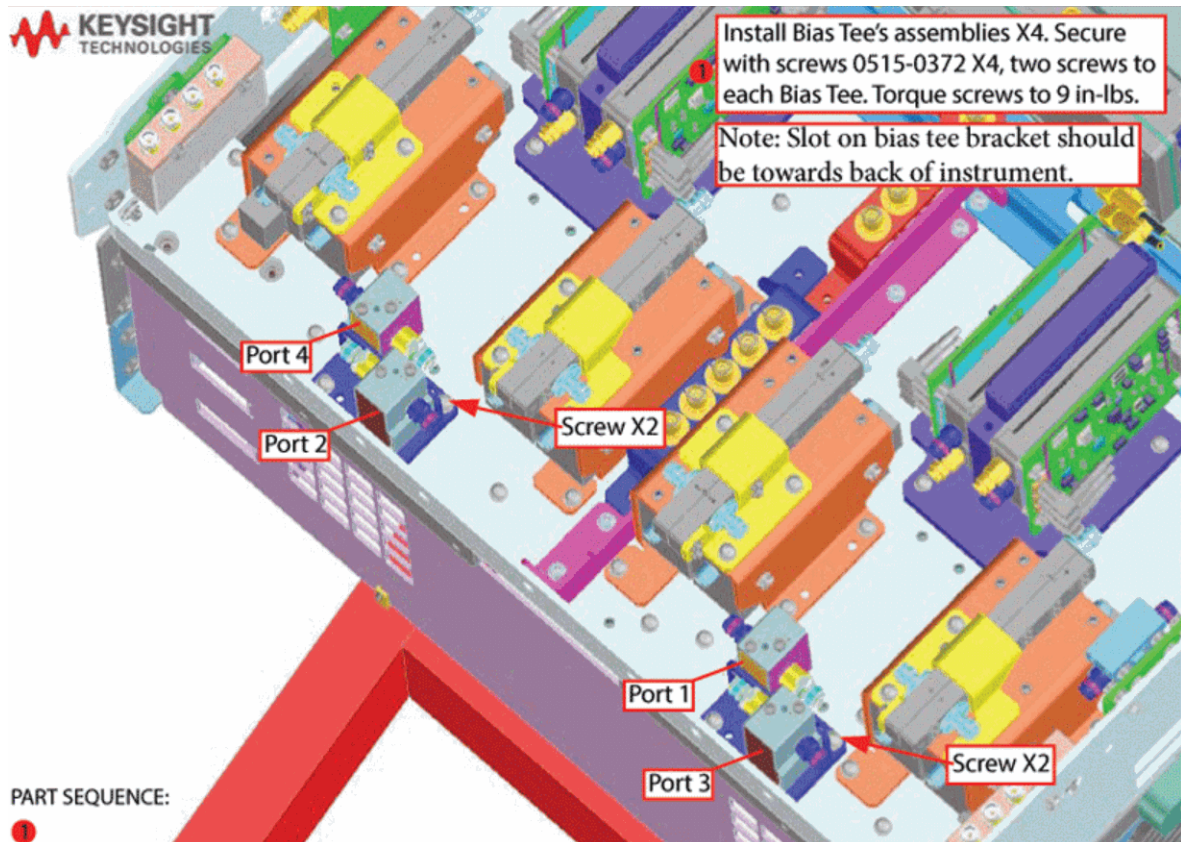 KEYSIGHT
TECHNOLOGIES
Install Bias Tee's assemblies X4. Secure
1 with screws 0515-0372 X4, two screws to
each Bias Tee. Torque screws to 9 in-lbs.
Note: Slot on bias tee bracket should
be towards back of instrument.
Port 4
Port 2
Screw X2
Port 1
Port 3
Screw X2
PART SEQUENCE:
1